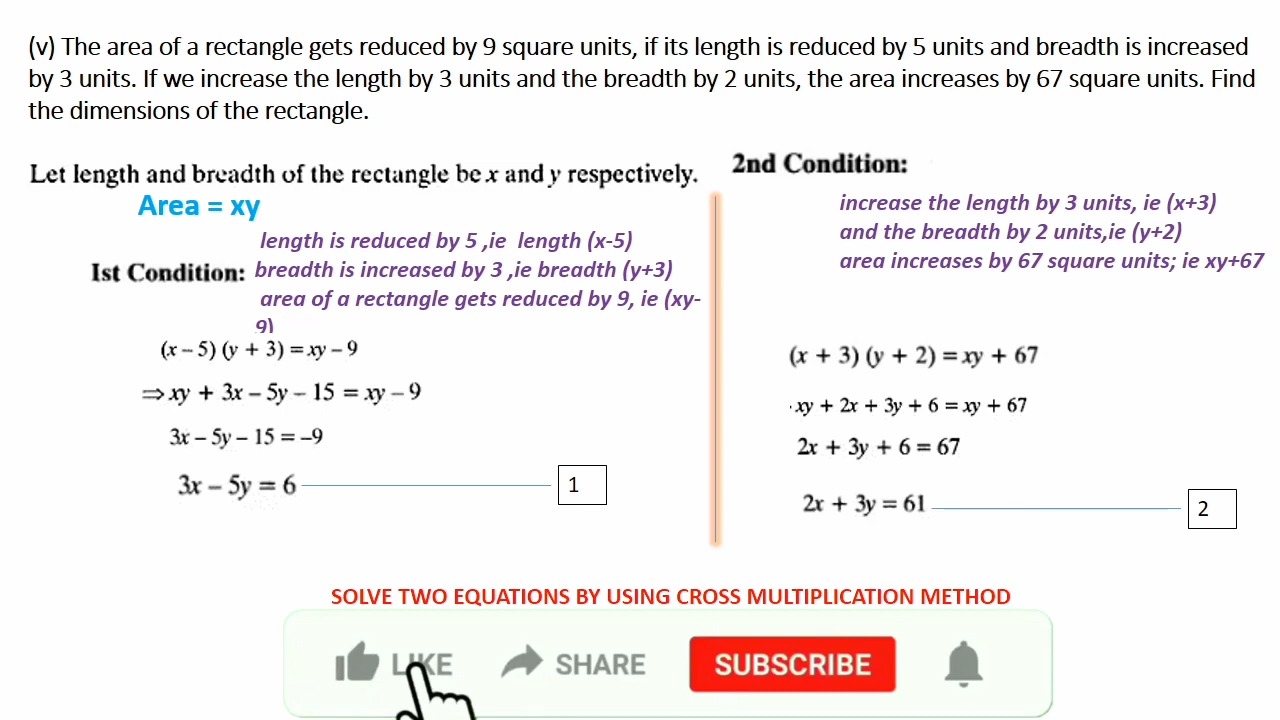 (v) The area of a rectangle gets reduced by 9 square units, if its length is reduced by 5 units and breadth is increased
by 3 units. If we increase the length by 3 units and the breadth by 2 units, the area increases by 67 square units. Find
the dimensions of the rectangle.
Let length and breadth of the rectangle be x and y respectively.
Area = xy
length is reduced by 5 ,ie length (x-5)
Ist Condition: breadth is increased by 3 ,ie breadth (y+3)
area of a rectangle gets reduced by 9, ie (xy-
9)
(x – 5) (y + 3) = xy – 9
⇒ xy + 3x – 5y – 15 = xy – 9
3x – 5y – 15 = –9
3x – 5y = 6 1
2nd Condition:
increase the length by 3 units, ie (x+3)
and the breadth by 2 units,ie (y+2)
area increases by 67 square units; ie xy+67
(x + 3) (y + 2) = xy + 67
xy + 2x + 3y + 6 = xy + 67
2x + 3y + 6 = 67
2x + 3y = 61 2
SOLVE TWO EQUATIONS BY USING CROSS MULTIPLICATION METHOD
LIKE SHARE SUBSCRIBE